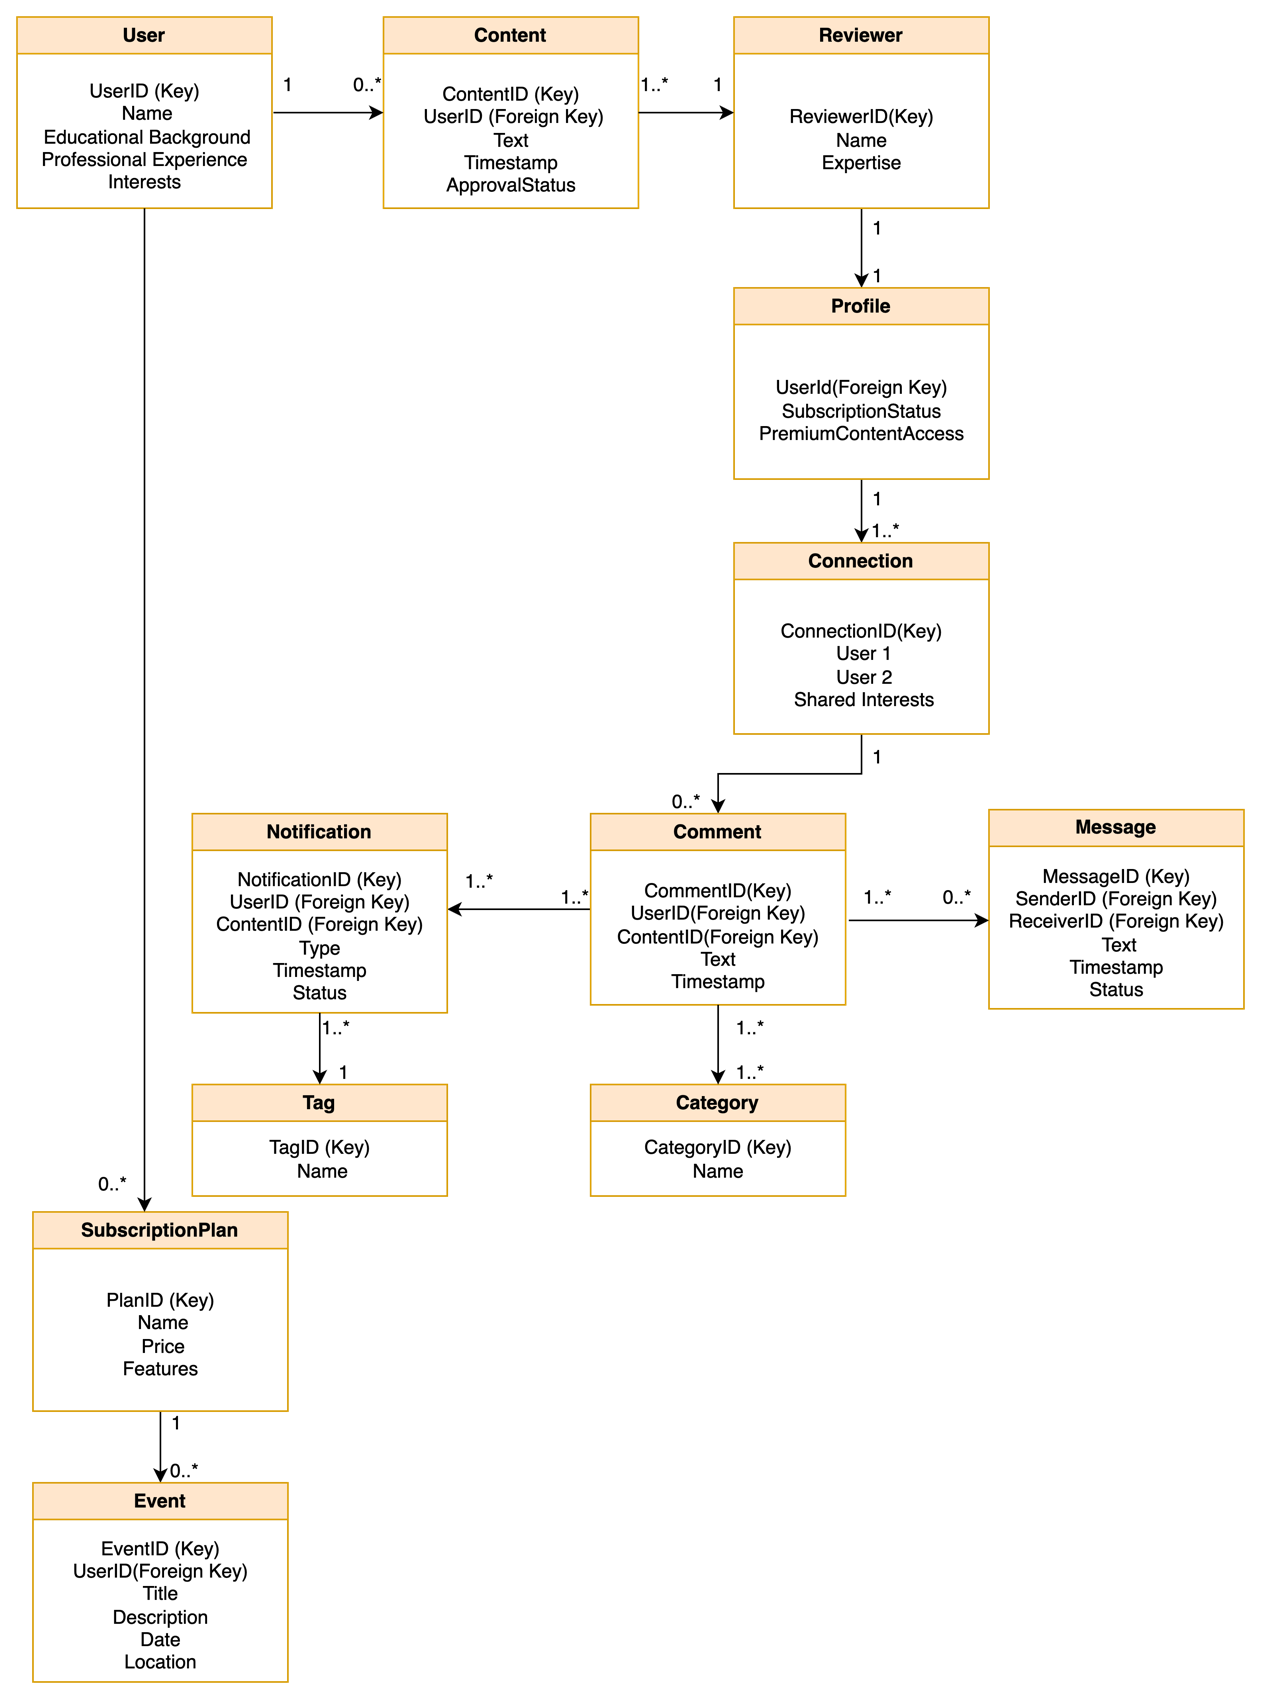 User
UserID (Key)
Name
Educational Background
Professional Experience
Interests
1
0..*
Content
ContentID (Key)
UserID (Foreign Key)
Text
Timestamp
ApprovalStatus
1..*
1
Reviewer
ReviewerID(Key)
Name
Expertise
1
1
Profile
UserId(Foreign Key)
SubscriptionStatus
PremiumContentAccess
1
1..*
Connection
ConnectionID(Key)
User 1
User 2
Shared Interests
1
0..*
Notification
NotificationID (Key)
UserID (Foreign Key)
ContentID (Foreign Key)
Type
Timestamp
Status
1..*
1..*
Comment
CommentID(Key)
UserID(Foreign Key)
ContentID(Foreign Key)
Text
Timestamp
1..*
0..*
Message
MessageID (Key)
SenderID (Foreign Key)
ReceiverID (Foreign Key)
Text
Timestamp
Status
1..*
1
Tag
TagID (Key)
Name
1..*
1..*
Category
CategoryID (Key)
Name
0..*
SubscriptionPlan
PlanID (Key)
Name
Price
Features
1
0..*
Event
EventID (Key)
UserID(Foreign Key)
Title
Description
Date
Location